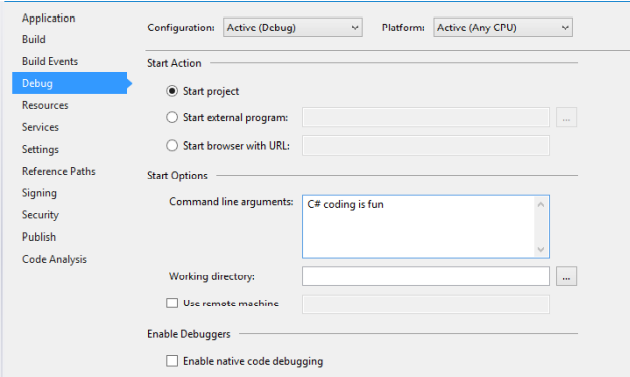 Application
Build
Build Events
Debug
Resources
Services
Settings
Reference Paths
Signing
Security
Publish
Code Analysis
Configuration: Active (Debug) Platform: Active (Any CPU)
Start Action
Start project
Start external program: ...
Start browser with URL:
Start Options
Command line arguments: C# coding is fun
Working directory: ...
Use remote machine
Enable Debuggers
Enable native code debugging